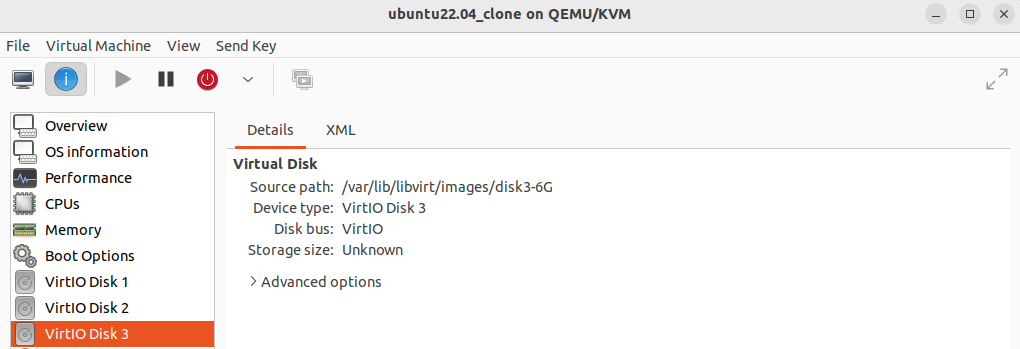 ubuntu22.04_clone on QEMU/KVM
File Virtual Machine View Send Key
Overview
OS information
Performance
CPUs
Memory
Boot Options
VirtIO Disk 1
VirtIO Disk 2
VirtIO Disk 3
Details XML
Virtual Disk
Source path: /var/lib/libvirt/images/disk3-6G
Device type: VirtIO Disk 3
Disk bus: VirtIO
Storage size: Unknown
Advanced options